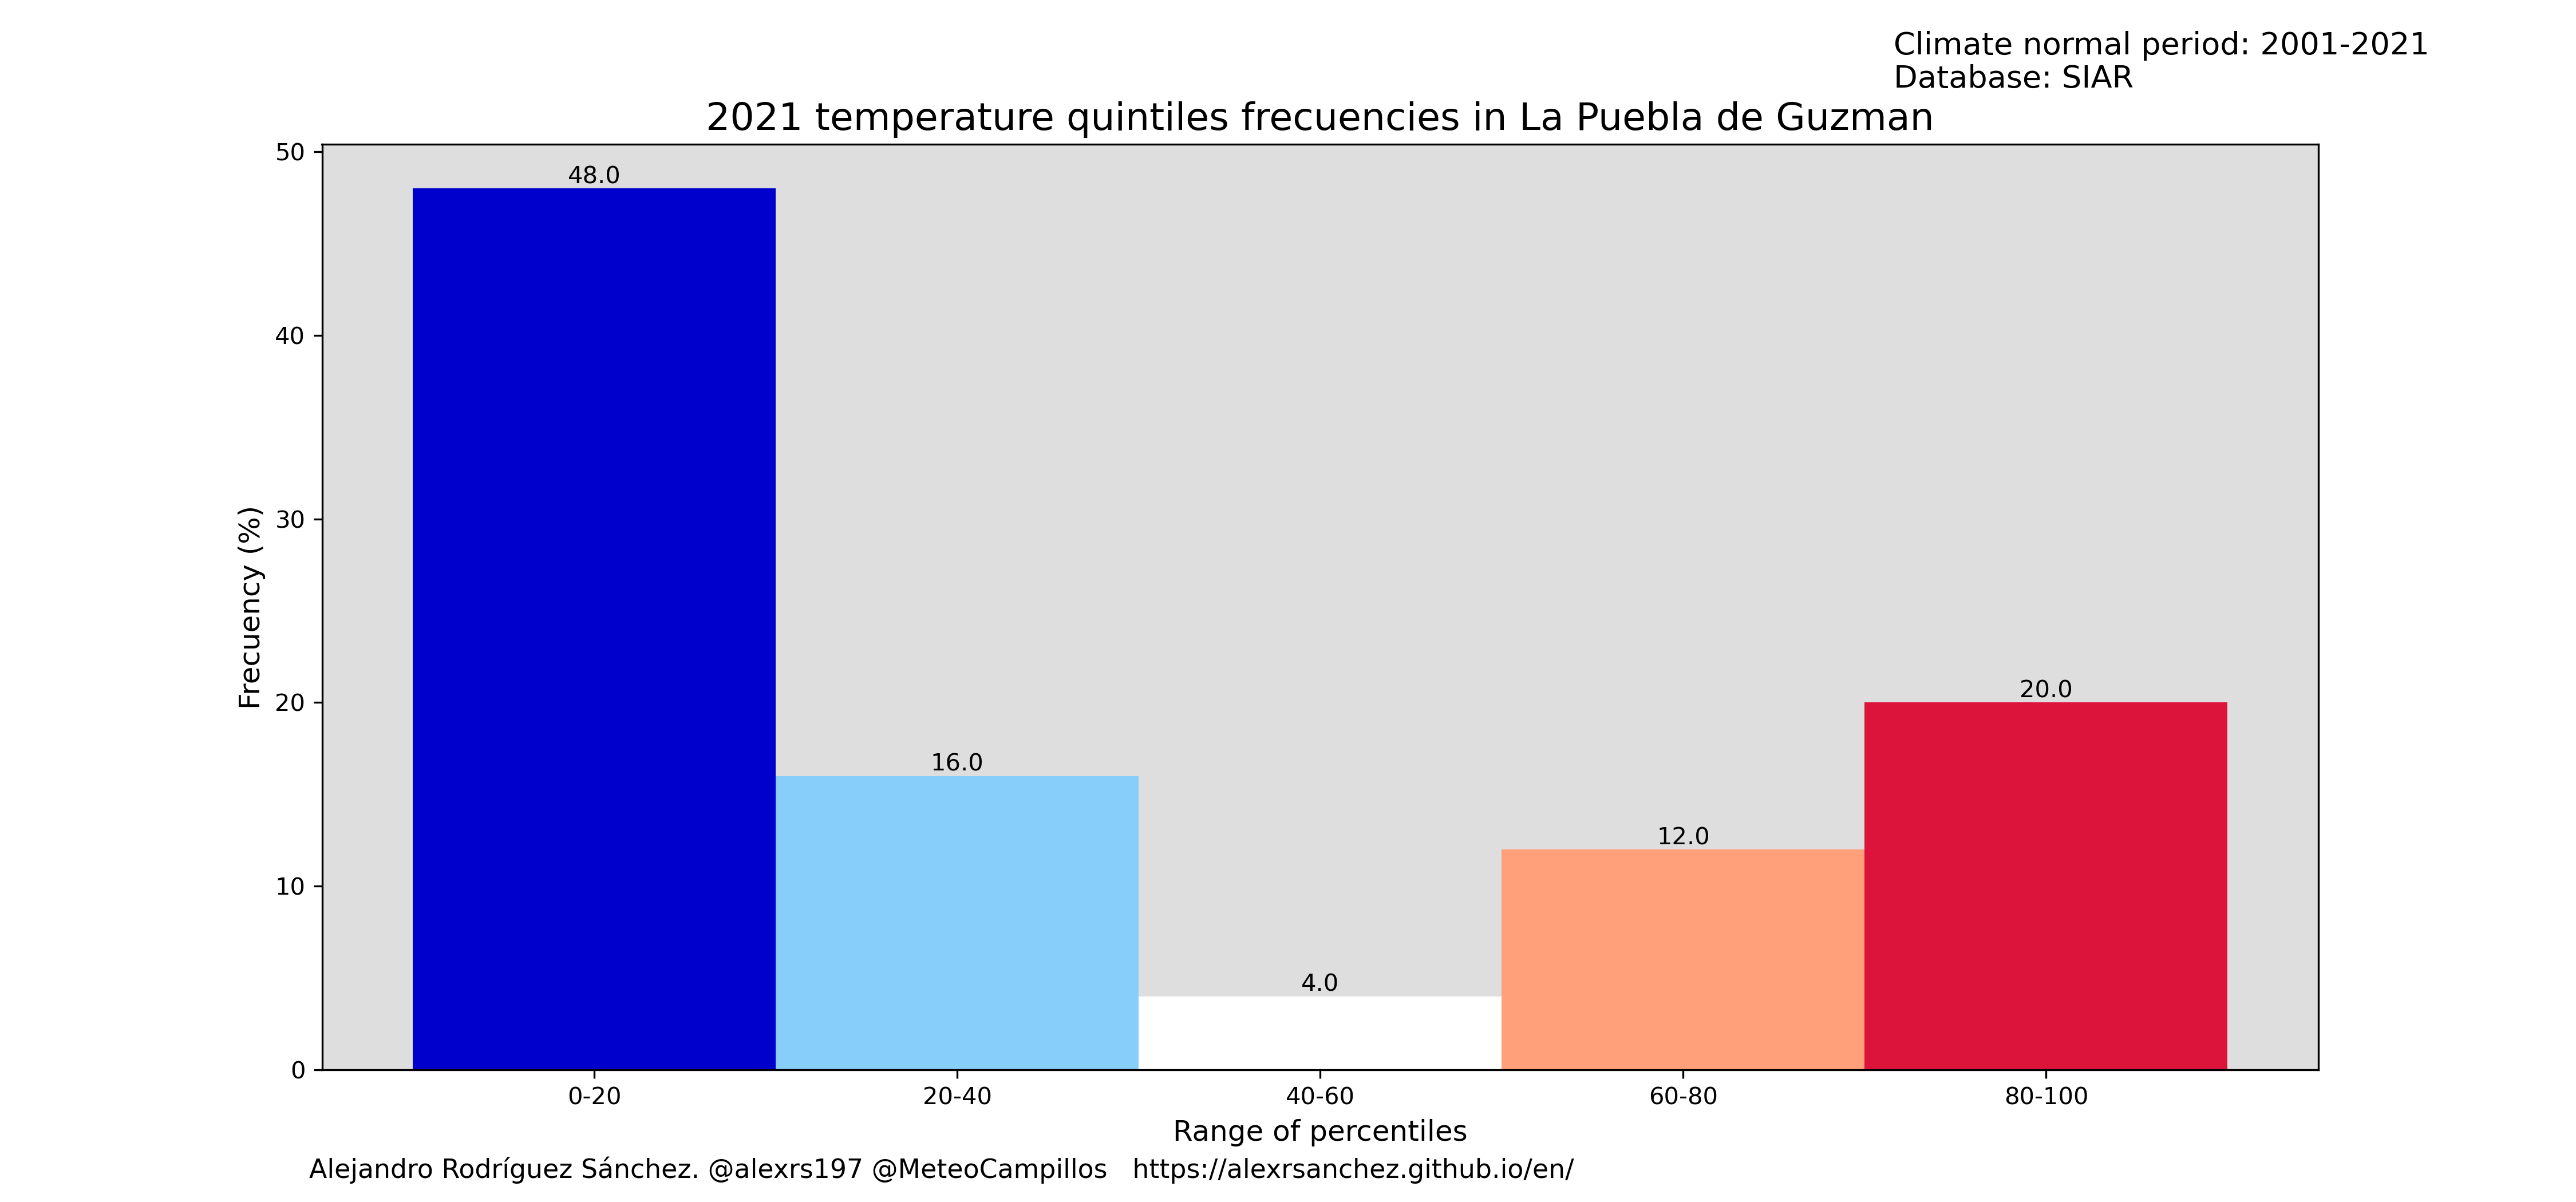 Climate normal period: 2001-2021
Database: SIAR
2021 temperature quintiles frecuencies in La Puebla de Guzman
50
40
30
20
10
0
Frecuency (%)
48.0
16.0
4.0
12.0
20.0
0-20
20-40
40-60
60-80
80-100
Range of percentiles
Alejandro Rodríguez Sánchez. @alexrs197 @MeteoCampillos https://alexrsanchez.github.io/en/